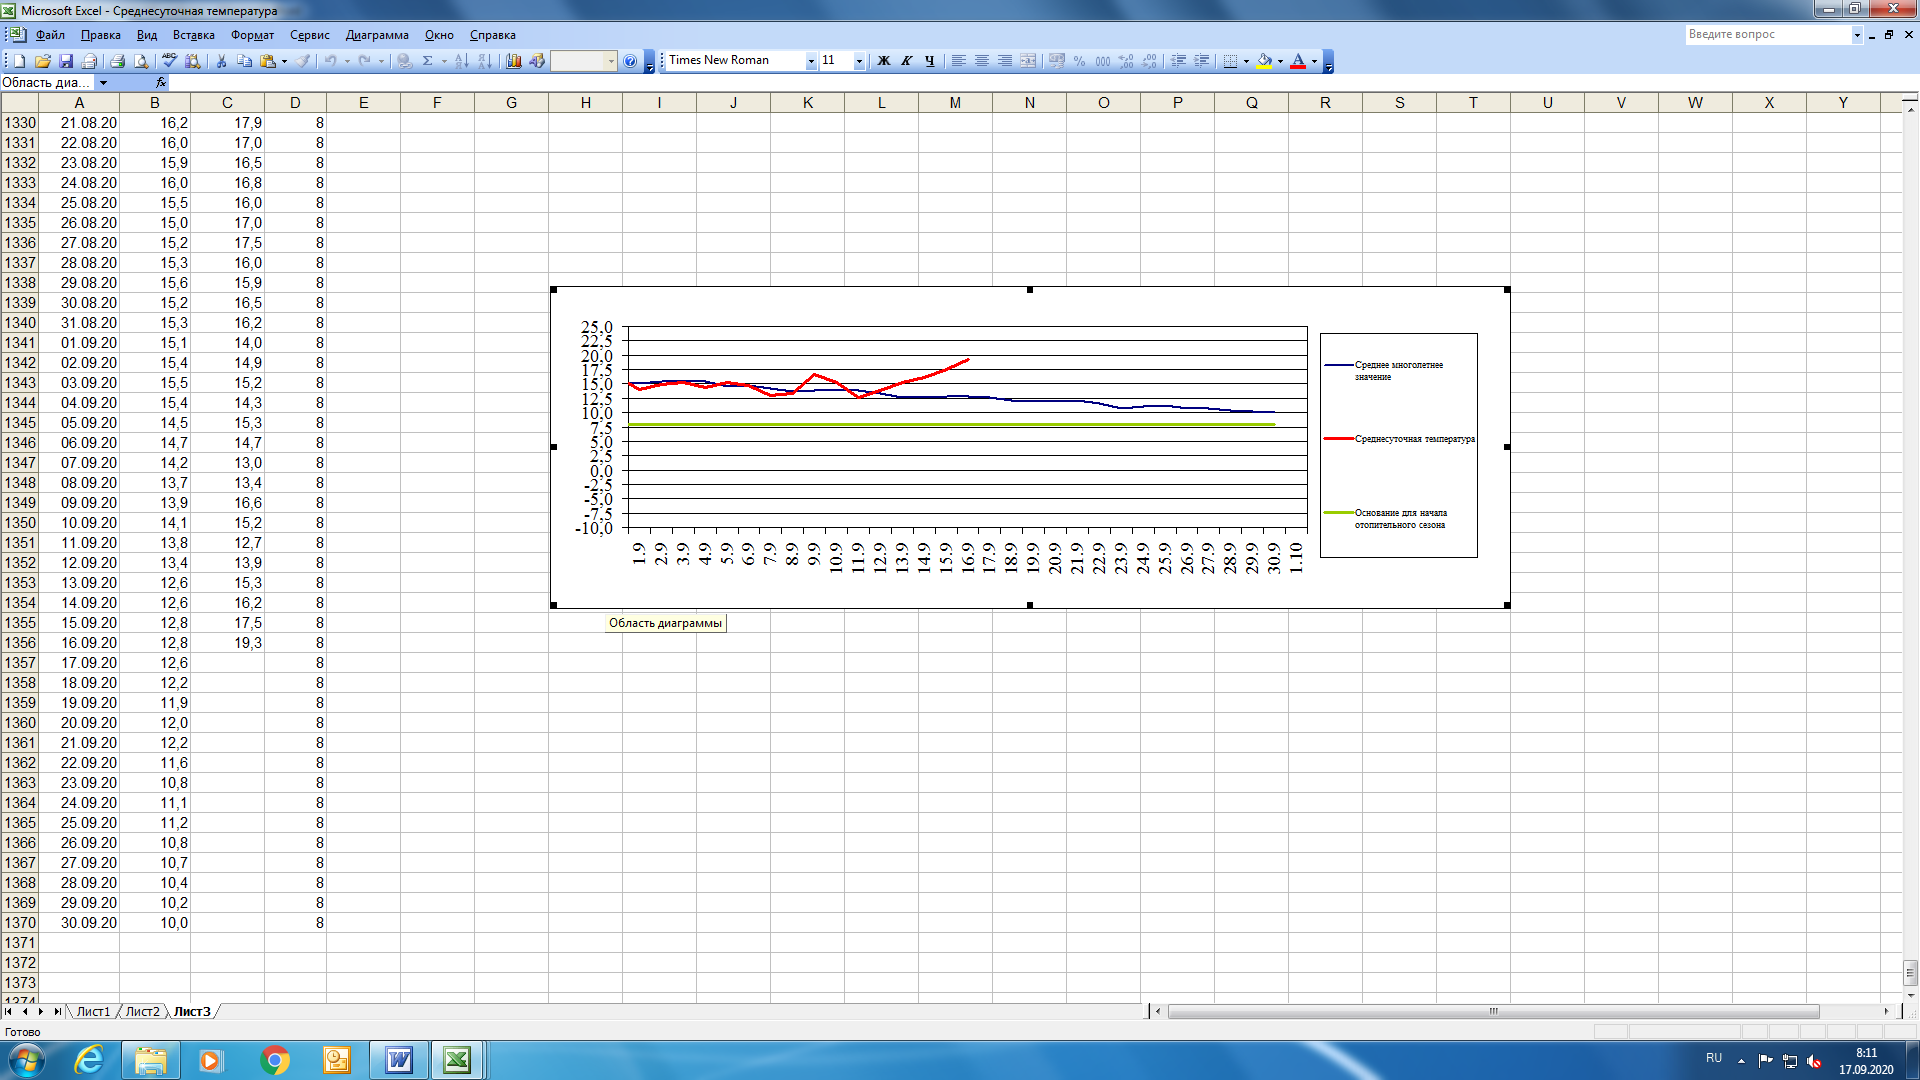 Microsoft Excel - Среднесуточная температура
Файл Правка Вид Вставка Формат Сервис Диаграмма Окно Справка Введите вопрос
Times New Roman 11 Ж К Ч
Область диа... fx
A B C D E F G H I J K L M N O P Q R S T U V W X Y
1330 21.08.20 16,2 17,9 8
1331 22.08.20 16,0 17,0 8
1332 23.08.20 15,9 16,5 8
1333 24.08.20 16,0 16,8 8
1334 25.08.20 15,5 16,0 8
1335 26.08.20 15,0 17,0 8
1336 27.08.20 15,2 17,5 8
1337 28.08.20 15,3 16,0 8
1338 29.08.20 15,6 15,9 8
1339 30.08.20 15,2 16,5 8
1340 31.08.20 15,3 16,2 8
1341 01.09.20 15,1 14,0 8
1342 02.09.20 15,4 14,9 8
1343 03.09.20 15,5 15,2 8
1344 04.09.20 15,4 14,3 8
1345 05.09.20 14,5 15,3 8
1346 06.09.20 14,7 14,7 8
1347 07.09.20 14,2 13,0 8
1348 08.09.20 13,7 13,4 8
1349 09.09.20 13,9 16,6 8
1350 10.09.20 14,1 15,2 8
1351 11.09.20 13,8 12,7 8
1352 12.09.20 13,4 13,9 8
1353 13.09.20 12,6 15,3 8
1354 14.09.20 12,6 16,2 8
1355 15.09.20 12,8 17,5 8
1356 16.09.20 12,8 19,3 8
1357 17.09.20 12,6 8
1358 18.09.20 12,2 8
1359 19.09.20 11,9 8
1360 20.09.20 12,0 8
1361 21.09.20 12,2 8
1362 22.09.20 11,6 8
1363 23.09.20 10,8 8
1364 24.09.20 11,1 8
1365 25.09.20 11,2 8
1366 26.09.20 10,8 8
1367 27.09.20 10,7 8
1368 28.09.20 10,4 8
1369 29.09.20 10,2 8
1370 30.09.20 10,0 8
1371
1372
1373
1374
25,0
22,5
20,0
17,5
15,0
12,5
10,0
7,5
5,0
2,5
0,0
-2,5
-5,0
-7,5
-10,0
1.9 2.9 3.9 4.9 5.9 6.9 7.9 8.9 9.9 10.9 11.9 12.9 13.9 14.9 15.9 16.9 17.9 18.9 19.9 20.9 21.9 22.9 23.9 24.9 25.9 26.9 27.9 28.9 29.9 30.9 1.10
Среднее многолетнее
значение
Среднесуточная температура
Основание для начала
отопительного сезона
Область диаграммы
Лист1 Лист2 Лист3
Готово
RU 8:11
17.09.2020